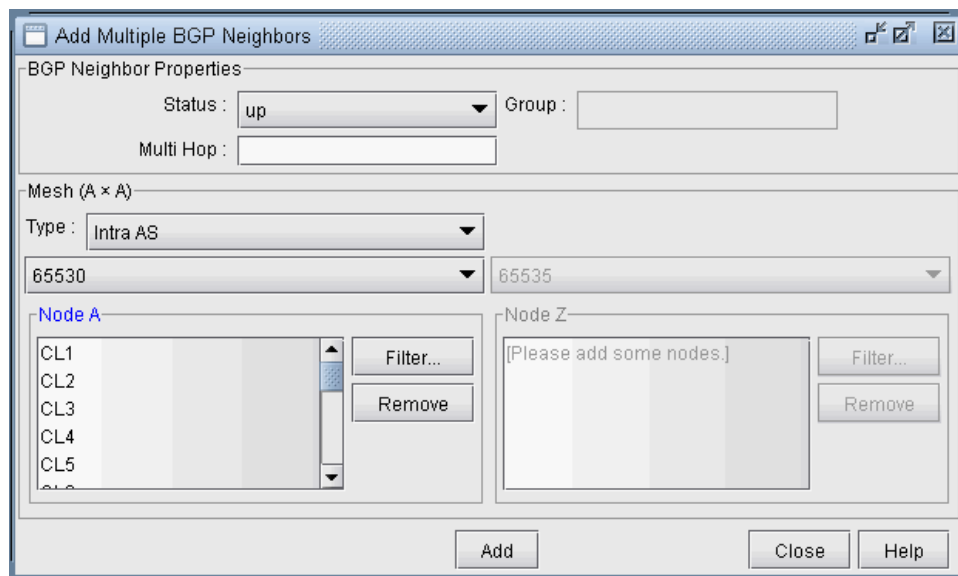 Add Multiple BGP Neighbors
BGP Neighbor Properties
Status : up Group :
Multi Hop :
Mesh (A × A)
Type : Intra AS
65530 65535
Node A Node Z
CL1 Filter... [Please add some nodes.] Filter...
CL2
CL3 Remove Remove
CL4
CL5
Add Close Help